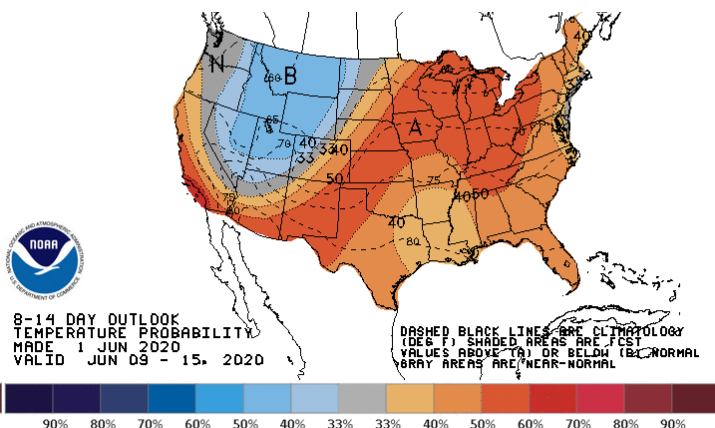 40
N
B
60
65
70
40
33
33
40
A
70
50
75
75
80
40
50
40
80
NATIONAL OCEANIC AND ATMOSPHERIC ADMINISTRATION
NOAA
U.S. DEPARTMENT OF COMMERCE
8-14 DAY OUTLOOK
TEMPERATURE PROBABILITY
MADE 1 JUN 2020
VALID JUN 09 - 15, 2020
DASHED BLACK LINES ARE CLIMATOLOGY
(DEG F) SHADED AREAS ARE FCST
VALUES ABOVE (A) OR BELOW (B) NORMAL
GRAY AREAS ARE NEAR-NORMAL
90% 80% 70% 60% 50% 40% 33% 33% 40% 50% 60% 70% 80% 90%